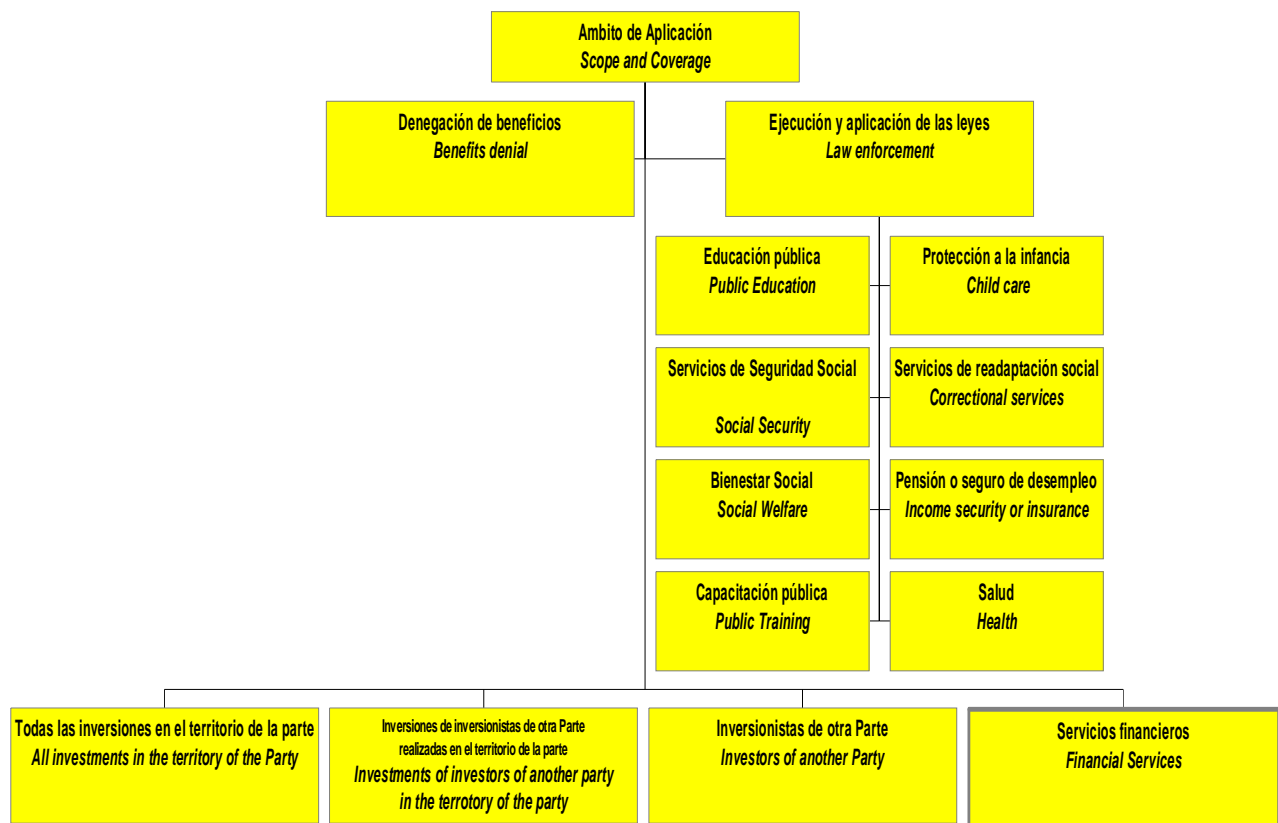 Ambito de Aplicación
Scope and Coverage
Denegación de beneficios
Benefits denial
Ejecución y aplicación de las leyes
Law enforcement
Educación pública
Public Education
Protección a la infancia
Child care
Servicios de Seguridad Social
Social Security
Servicios de readaptación social
Correctional services
Bienestar Social
Social Welfare
Pensión o seguro de desempleo
Income security or insurance
Capacitación pública
Public Training
Salud
Health
Todas las inversiones en el territorio de la parte
All investments in the territory of the Party
Inversiones de inversionistas de otra Parte
realizadas en el territorio de la parte
Investments of investors of another party
in the terrotory of the party
Inversionistas de otra Parte
Investors of another Party
Servicios financieros
Financial Services